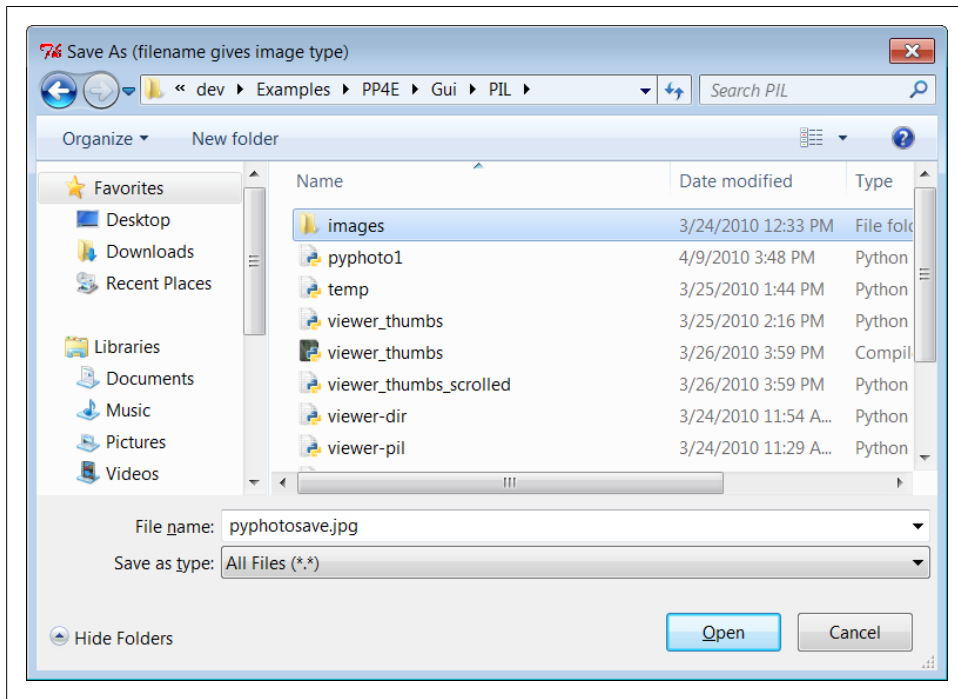 Save As (filename gives image type)
« dev Examples PP4E Gui PIL
Search PIL
Organize New folder
Name Date modified Type
Favorites
Desktop
Downloads
Recent Places
Libraries
Documents
Music
Pictures
Videos
images 3/24/2010 12:33 PM File fold
pyphoto1 4/9/2010 3:48 PM Python
temp 3/25/2010 1:44 PM Python
viewer_thumbs 3/25/2010 2:16 PM Python
viewer_thumbs 3/26/2010 3:59 PM Compil
viewer_thumbs_scrolled 3/26/2010 3:59 PM Python
viewer-dir 3/24/2010 11:54 A... Python
viewer-pil 3/24/2010 11:29 A... Python
File name: pyphotosave.jpg
Save as type: All Files (*.*)
Hide Folders
Open Cancel